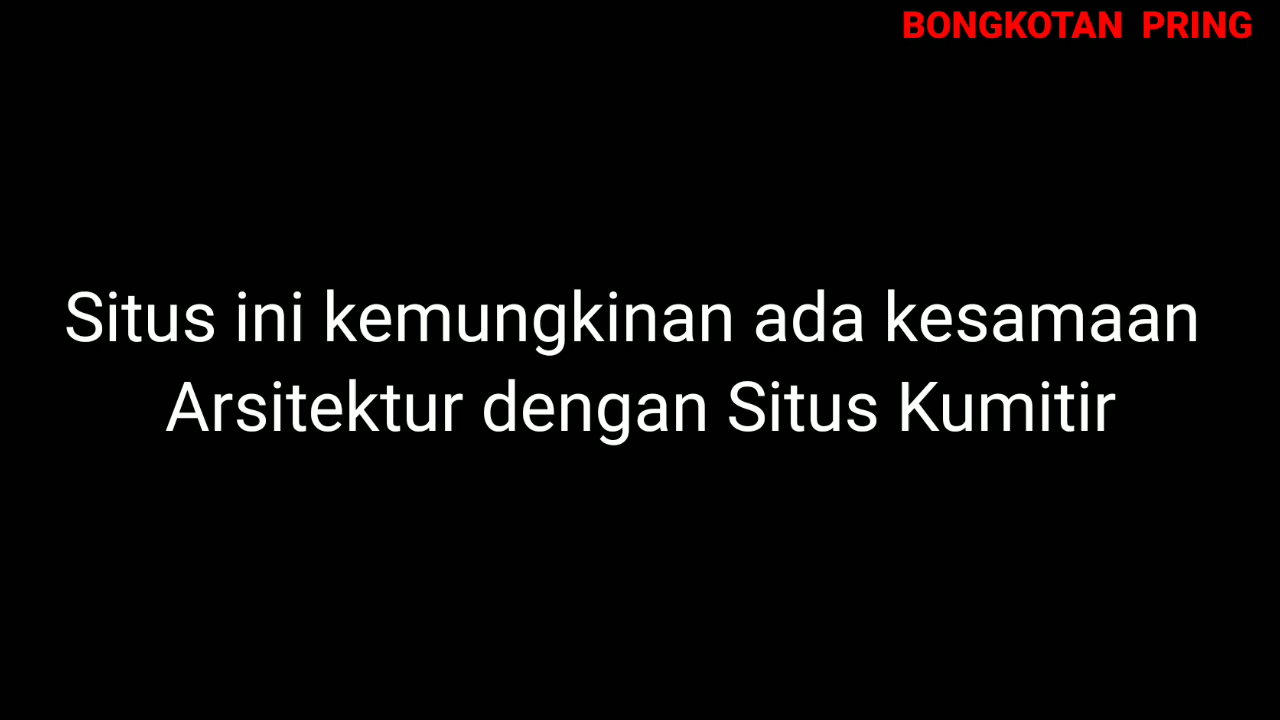 BONGKOTAN PRING
Situs ini kemungkinan ada kesamaan
Arsitektur dengan Situs Kumitir